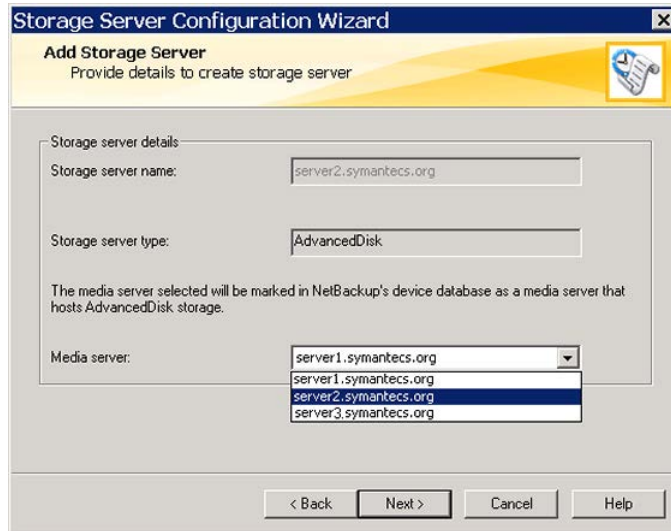 Storage Server Configuration Wizard
X
Add Storage Server
Provide details to create storage server
Storage server details
Storage server name:
server2.symantecs.org
Storage server type:
AdvancedDisk
The media server selected will be marked in NetBackup's device database as a media server that
hosts AdvancedDisk storage.
Media server:
server1.symantecs.org
server1.symantecs.org
server2.symantecs.org
server3.symantecs.org
< Back
Next >
Cancel
Help